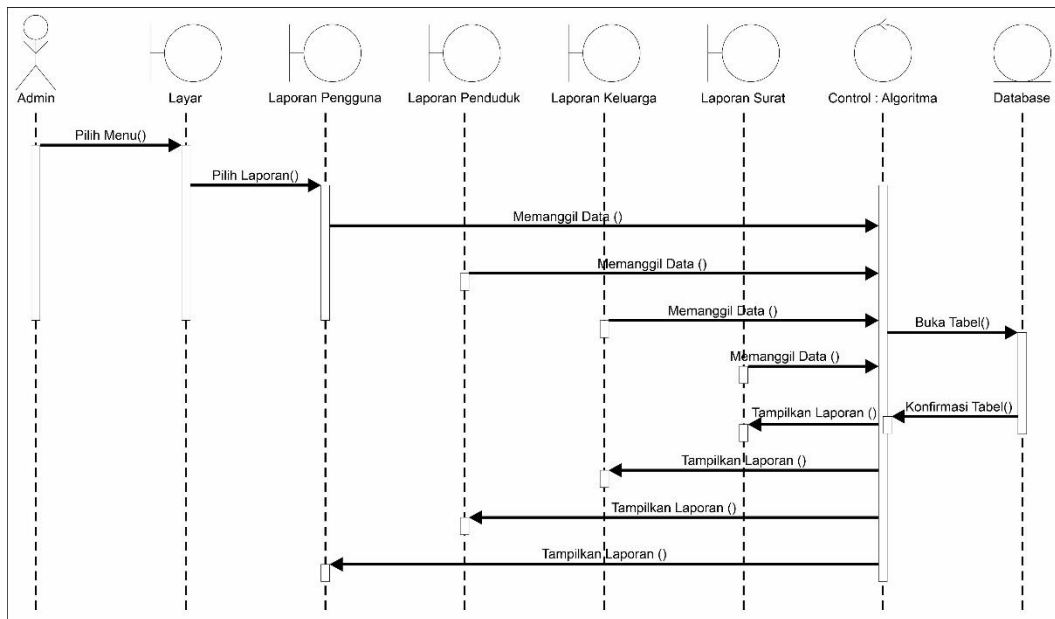 Admin
Layar
Laporan Pengguna
Laporan Penduduk
Laporan Keluarga
Laporan Surat
Control : Algoritma
Database
Pilih Menu()
Pilih Laporan()
Memanggil Data ()
Memanggil Data ()
Memanggil Data ()
Buka Tabel()
Memanggil Data ()
Konfirmasi Tabel()
Tampilkan Laporan ()
Tampilkan Laporan ()
Tampilkan Laporan ()
Tampilkan Laporan ()